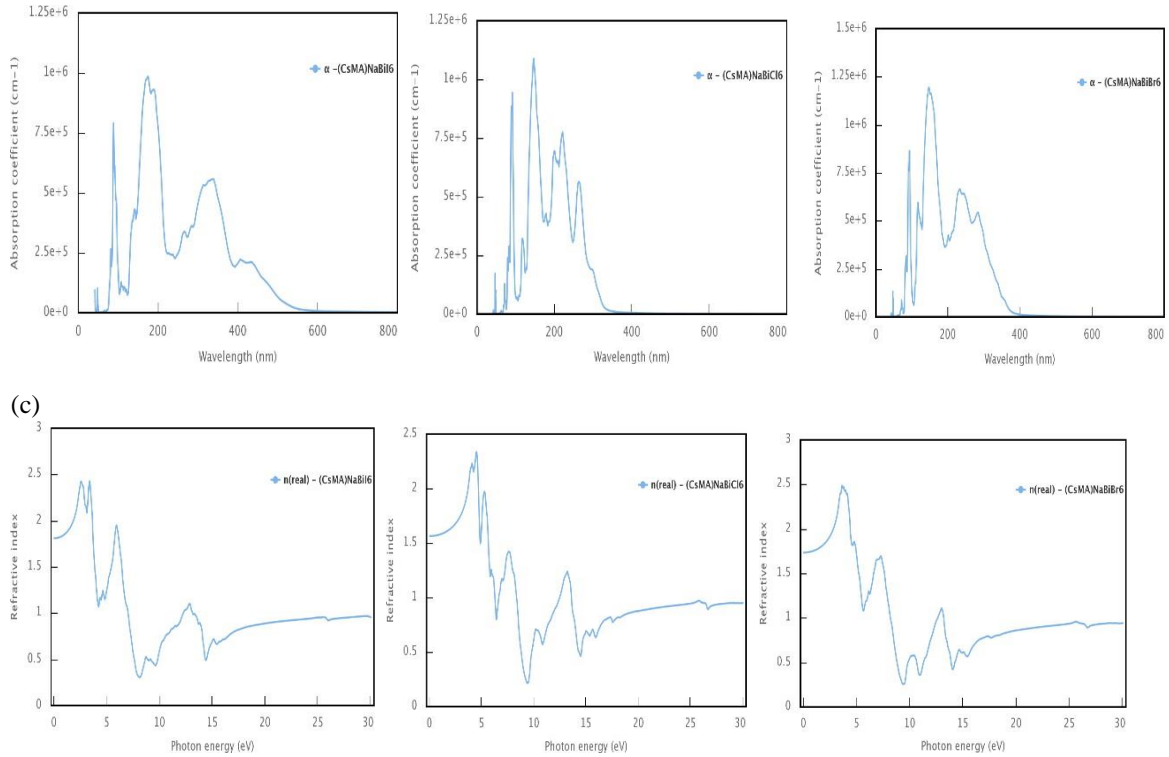 1.25e+6
1e+6
7.5e+5
5e+5
2.5e+5
0e+0
0 200 400 600 800
Absorption coefficient (cm−1)
Wavelength (nm)
α −(CsMA)NaBiI6
1.25e+6
1e+6
7.5e+5
5e+5
2.5e+5
0e+0
0 200 400 600 800
Absorption coefficient (cm−1)
Wavelength (nm)
α − (CsMA)NaBiCl6
1.5e+6
1.25e+6
1e+6
7.5e+5
5e+5
2.5e+5
0e+0
0 200 400 600 800
Absorption coefficient (cm−1)
Wavelength (nm)
α − (CsMA)NaBiBr6
(c)
3
2.5
2
1.5
1
0.5
0
0 5 10 15 20 25 30
Refractive index
Photon energy (eV)
n(real) − (CsMA)NaBiI6
2.5
2
1.5
1
0.5
0
0 5 10 15 20 25 30
Refractive index
Photon energy (eV)
n(real) − (CsMA)NaBiCl6
3
2.5
2
1.5
1
0.5
0
0 5 10 15 20 25 30
Refractive index
Photon energy (eV)
n(real) − (CsMA)NaBiBr6